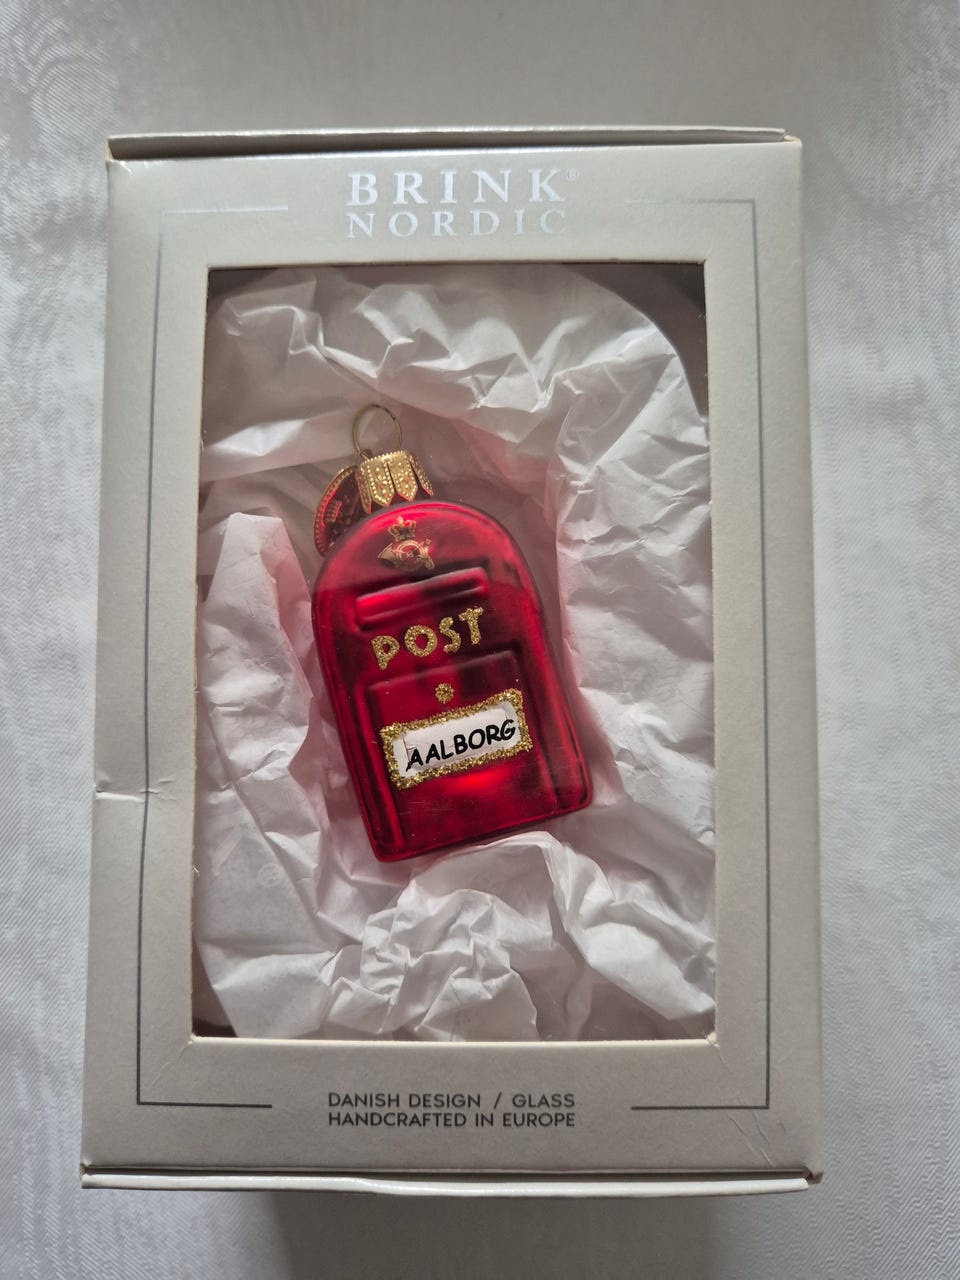 BRINK®
NORDIC
POST
AALBORG
DANISH DESIGN / GLASS
HANDCRAFTED IN EUROPE